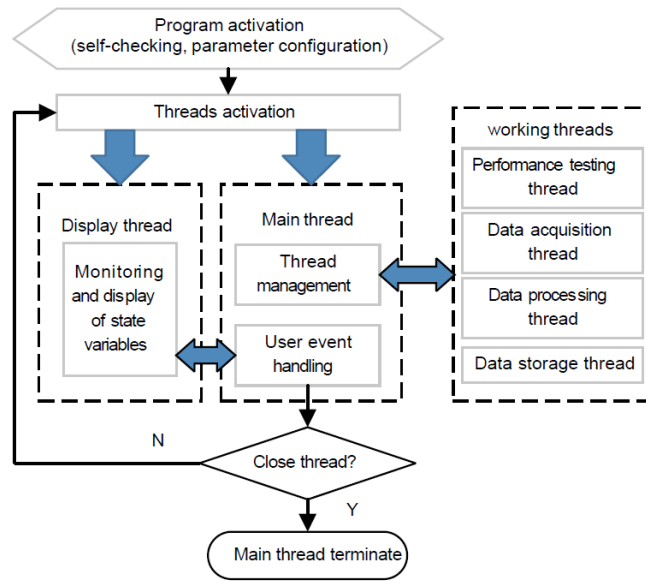 Program activation
(self-checking, parameter configuration)
Threads activation
Display thread
Monitoring
and display
of state
variables
Main thread
Thread
management
User event
handling
working threads
Performance testing
thread
Data acquisition
thread
Data processing
thread
Data storage thread
N
Close thread?
Y
Main thread terminate